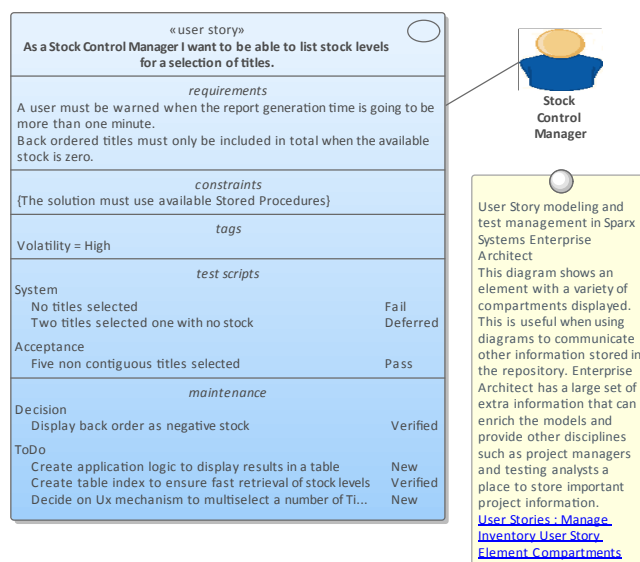 «user story»
As a Stock Control Manager I want to be able to list stock levels
for a selection of titles.
requirements
A user must be warned when the report generation time is going to be
more than one minute.
Back ordered titles must only be included in total when the available
stock is zero.
constraints
{The solution must use available Stored Procedures}
tags
Volatility = High
test scripts
System
No titles selected Fail
Two titles selected one with no stock Deferred
Acceptance
Five non contiguous titles selected Pass
maintenance
Decision
Display back order as negative stock Verified
ToDo
Create application logic to display results in a table New
Create table index to ensure fast retrieval of stock levels Verified
Decide on Ux mechanism to multiselect a number of Ti... New
Stock
Control
Manager
User Story modeling and
test management in Sparx
Systems Enterprise
Architect
This diagram shows an
element with a variety of
compartments displayed.
This is useful when using
diagrams to communicate
other information stored in
the repository. Enterprise
Architect has a large set of
extra information that can
enrich the models and
provide other disciplines
such as project managers
and testing analysts a
place to store important
project information.
User Stories : Manage
Inventory User Story
Element Compartments